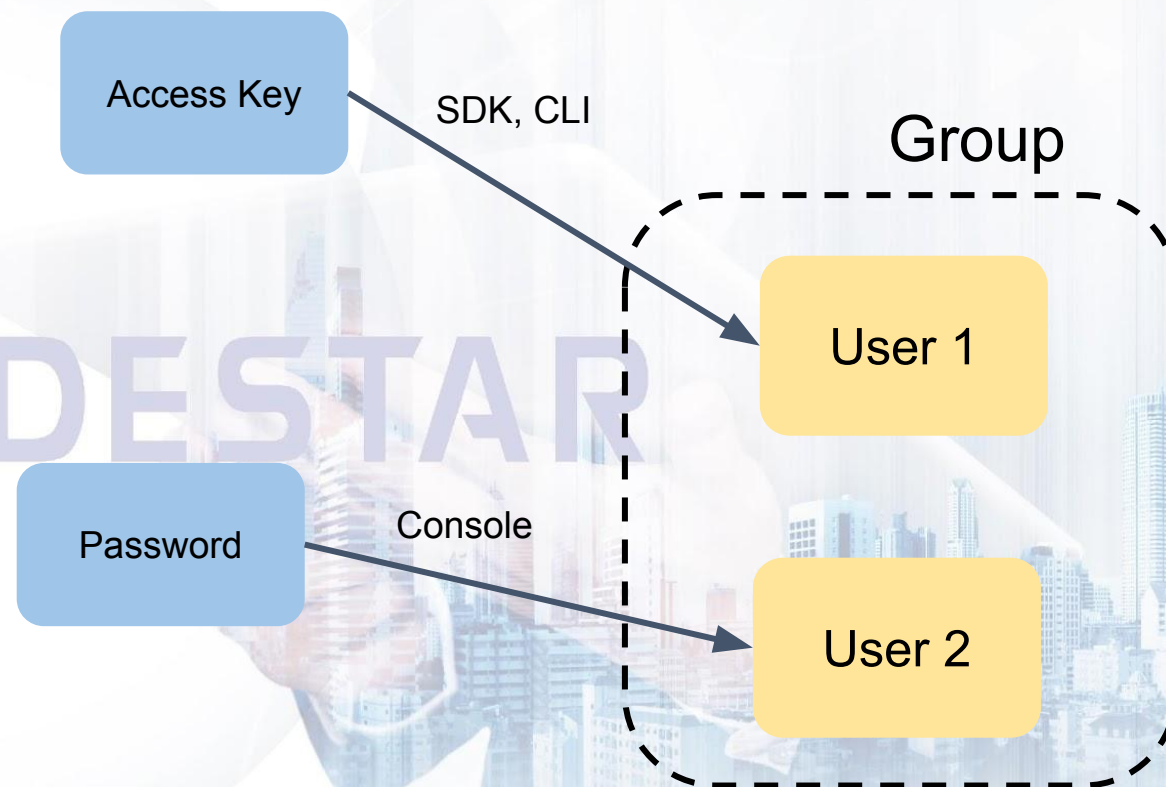 Access Key
SDK, CLI
Group
User 1
DESTAR
Password
Console
User 2